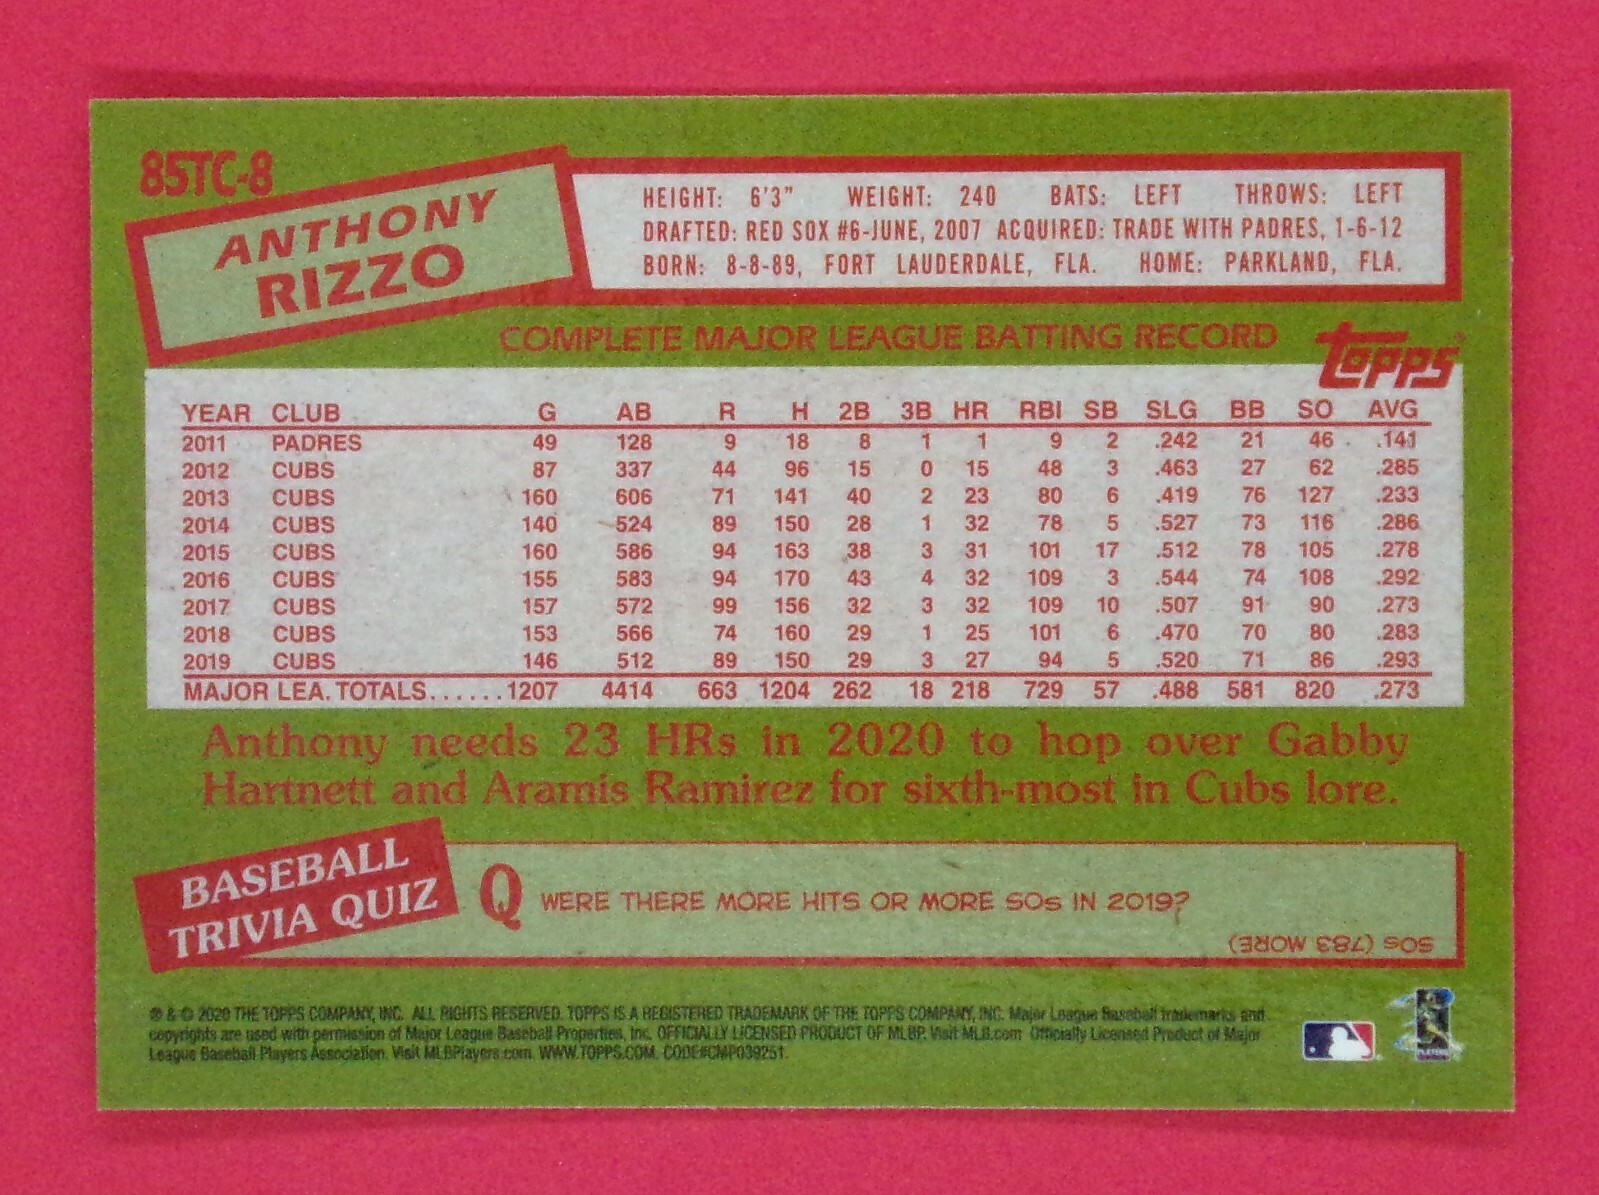 85TC-8
ANTHONY
RIZZO
HEIGHT: 6'3" WEIGHT: 240 BATS: LEFT THROWS: LEFT
DRAFTED: RED SOX #6-JUNE, 2007 ACQUIRED: TRADE WITH PADRES, 1-6-12
BORN: 8-8-89, FORT LAUDERDALE, FLA. HOME: PARKLAND, FLA.
COMPLETE MAJOR LEAGUE BATTING RECORD
topps®
YEAR CLUB G AB R H 2B 3B HR RBI SB SLG BB SO AVG
2011 PADRES 49 128 9 18 8 1 1 9 2 .242 21 46 .141
2012 CUBS 87 337 44 96 15 0 15 48 3 .463 27 62 .285
2013 CUBS 160 606 71 141 40 2 23 80 6 .419 76 127 .233
2014 CUBS 140 524 89 150 28 1 32 78 5 .527 73 116 .286
2015 CUBS 160 586 94 163 38 3 31 101 17 .512 78 105 .278
2016 CUBS 155 583 94 170 43 4 32 109 3 .544 74 108 .292
2017 CUBS 157 572 99 156 32 3 32 109 10 .507 91 90 .273
2018 CUBS 153 566 74 160 29 1 25 101 6 .470 70 80 .283
2019 CUBS 146 512 89 150 29 3 27 94 5 .520 71 86 .293
MAJOR LEA. TOTALS......1207 4414 663 1204 262 18 218 729 57 .488 581 820 .273
Anthony needs 23 HRs in 2020 to hop over Gabby
Hartnett and Aramis Ramirez for sixth-most in Cubs lore.
BASEBALL
TRIVIA QUIZ
Q WERE THERE MORE HITS OR MORE SOs IN 2019?
SOs (783 MORE)
® & © 2020 THE TOPPS COMPANY, INC. ALL RIGHTS RESERVED. TOPPS IS A REGISTERED TRADEMARK OF THE TOPPS COMPANY, INC. Major League Baseball trademarks and
copyrights are used with permission of Major League Baseball Properties, Inc. OFFICIALLY LICENSED PRODUCT OF MLBP. Visit MLB.com Officially Licensed Product of Major
League Baseball Players Association. Visit MLBPlayers.com. WWW.TOPPS.COM. CODE#CMP039251.
PLAYERS